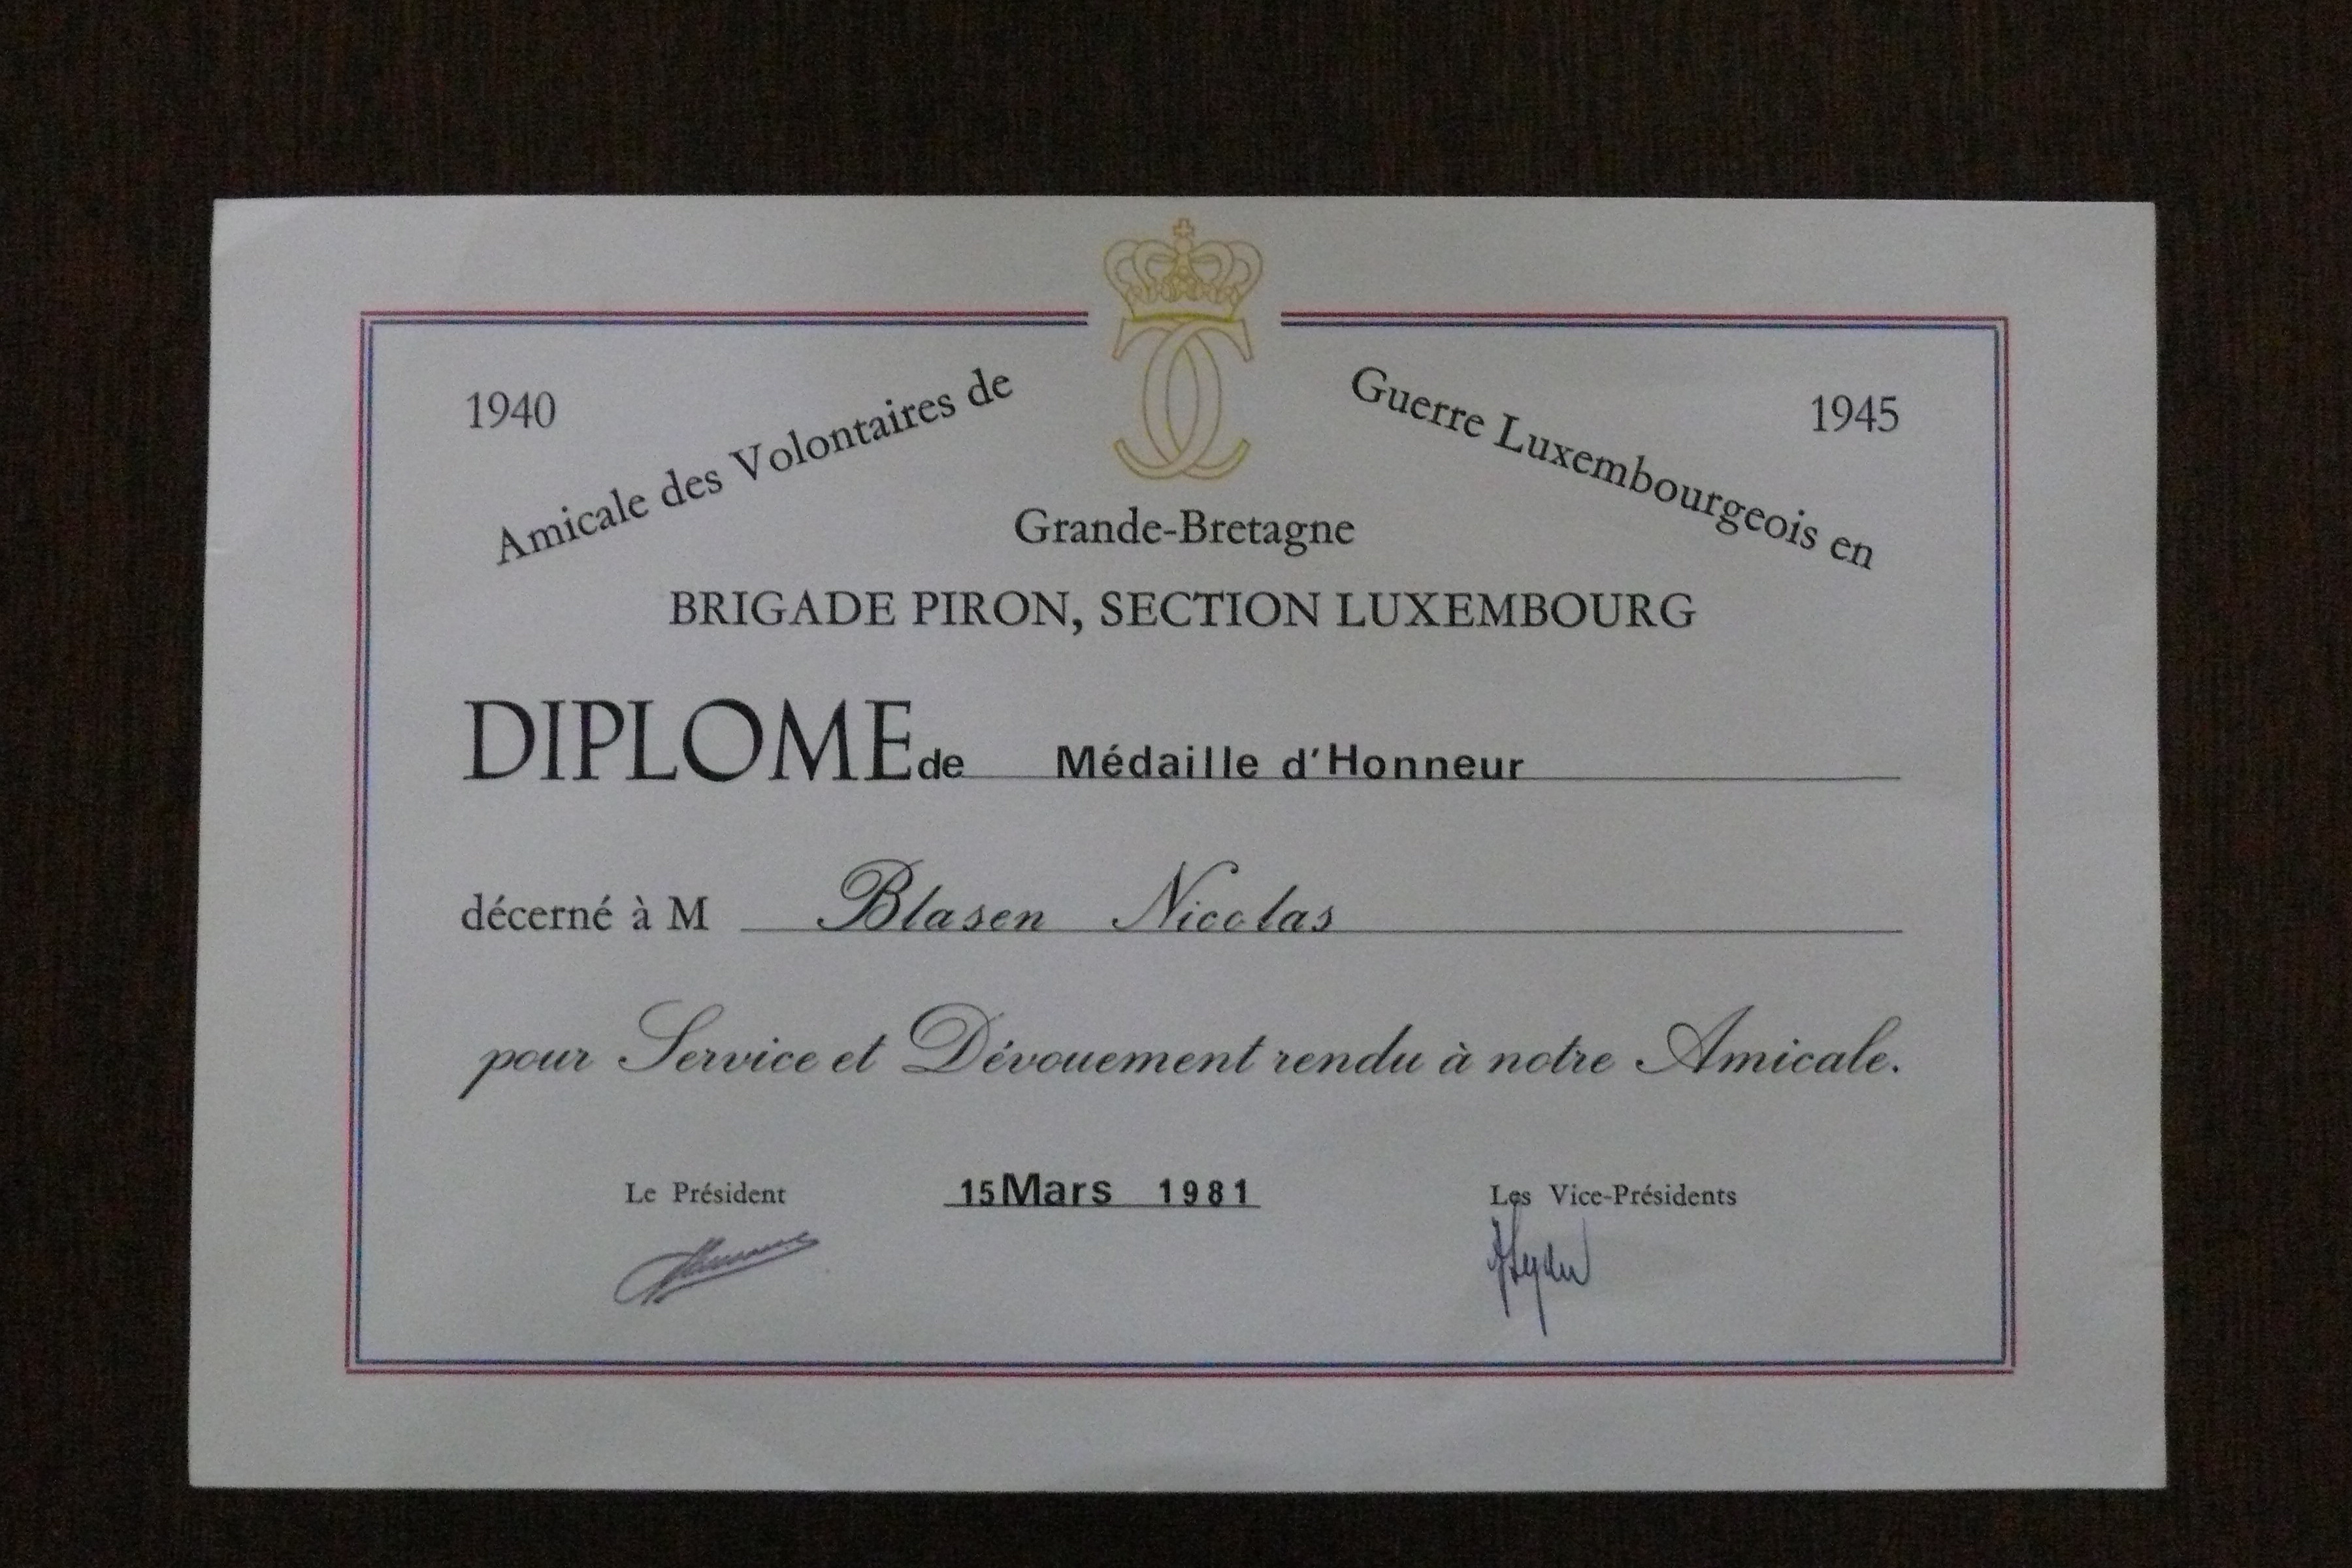 1940
1945
Amicale des Volontaires de Guerre Luxembourgeois en
Grande-Bretagne
BRIGADE PIRON, SECTION LUXEMBOURG
DIPLOME de Médaille d'Honneur
décerné à M Blasen Nicolas
pour Service et Dévouement rendu à notre Amicale.
Le Président
15 Mars 1981
Les Vice-Présidents